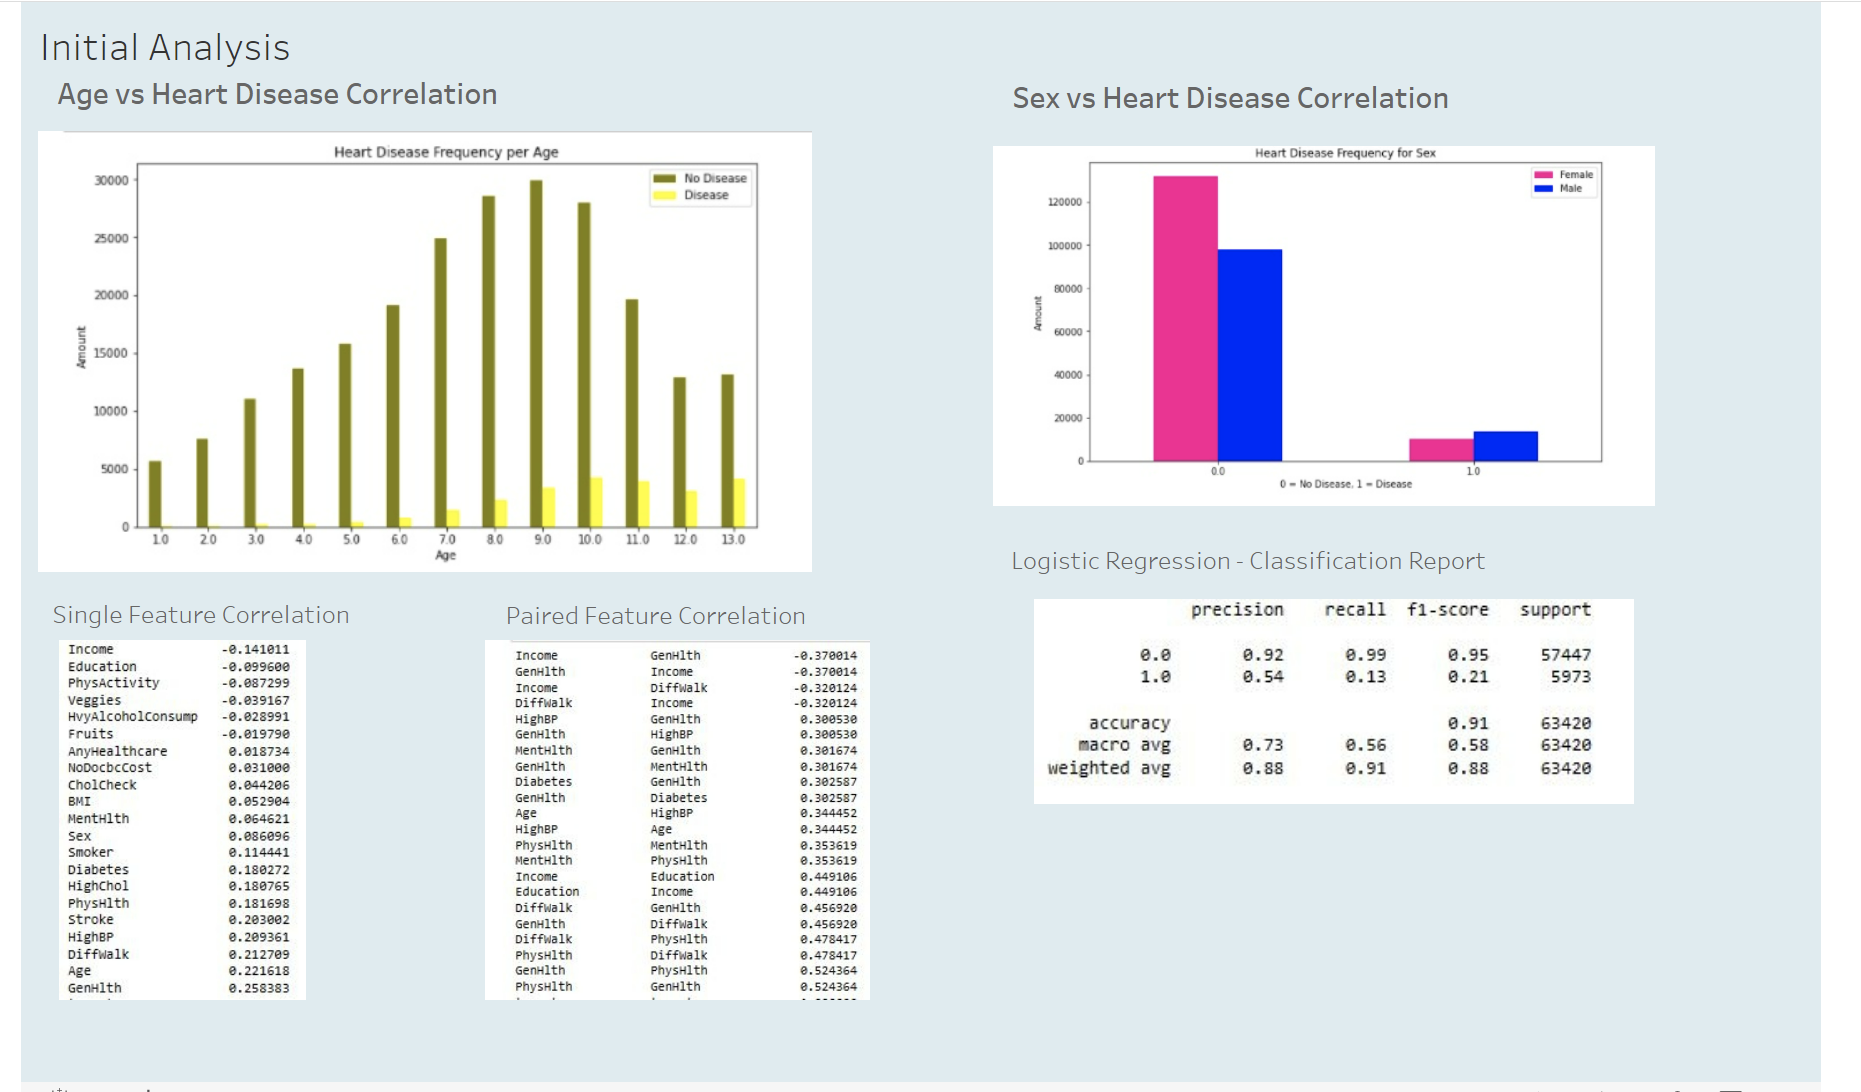 Initial Analysis
Age vs Heart Disease Correlation
Heart Disease Frequency per Age
No Disease
Disease
30000
25000
20000
15000
10000
5000
0
Amount
1.0 2.0 3.0 4.0 5.0 6.0 7.0 8.0 9.0 10.0 11.0 12.0 13.0
Age
Sex vs Heart Disease Correlation
Heart Disease Frequency for Sex
Female
Male
120000
100000
80000
60000
40000
20000
0
Amount
0.0 1.0
0 = No Disease, 1 = Disease
Single Feature Correlation
Income -0.141011
Education -0.099600
PhysActivity -0.087299
Veggies -0.039167
HvyAlcoholConsump -0.028991
Fruits -0.019790
AnyHealthcare 0.018734
NoDocbcCost 0.031000
CholCheck 0.044206
BMI 0.052904
MentHlth 0.064621
Sex 0.086096
Smoker 0.114441
Diabetes 0.180272
HighChol 0.180765
PhysHlth 0.181698
Stroke 0.203002
HighBP 0.209361
DiffWalk 0.212709
Age 0.221618
GenHlth 0.258383
Paired Feature Correlation
Income GenHlth -0.370014
GenHlth Income -0.370014
Income DiffWalk -0.320124
DiffWalk Income -0.320124
HighBP GenHlth 0.300530
GenHlth HighBP 0.300530
MentHlth GenHlth 0.301674
GenHlth MentHlth 0.301674
Diabetes GenHlth 0.302587
GenHlth Diabetes 0.302587
Age HighBP 0.344452
HighBP Age 0.344452
PhysHlth MentHlth 0.353619
MentHlth PhysHlth 0.353619
Income Education 0.449106
Education Income 0.449106
DiffWalk GenHlth 0.456920
GenHlth DiffWalk 0.456920
DiffWalk PhysHlth 0.478417
PhysHlth DiffWalk 0.478417
GenHlth PhysHlth 0.524364
PhysHlth GenHlth 0.524364
Logistic Regression - Classification Report
precision recall f1-score support
0.0 0.92 0.99 0.95 57447
1.0 0.54 0.13 0.21 5973
accuracy 0.91 63420
macro avg 0.73 0.56 0.58 63420
weighted avg 0.88 0.91 0.88 63420